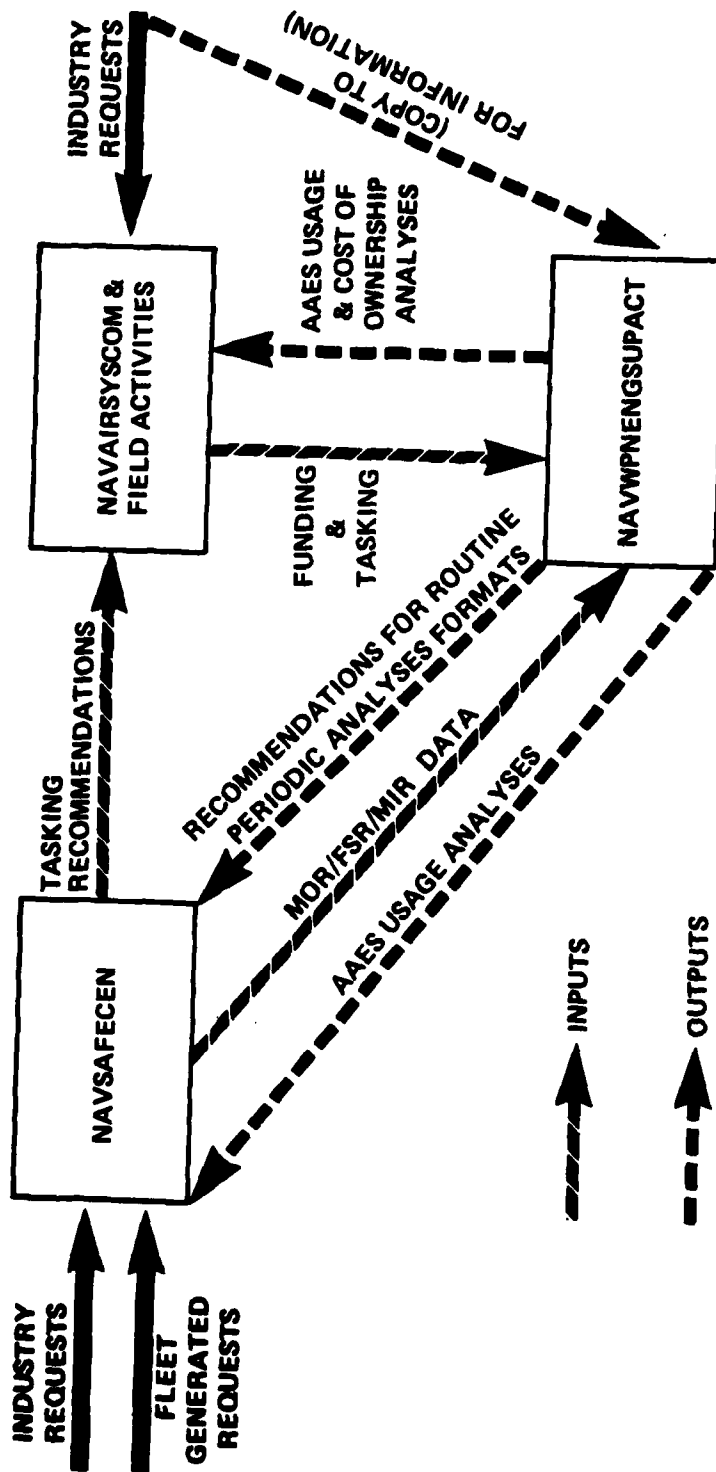 INDUSTRY
REQUESTS
FLEET
GENERATED
REQUESTS
NAVSAFECEN
TASKING
RECOMMENDATIONS
NAVAIRSYSCOM &
FIELD ACTIVITIES
INDUSTRY
REQUESTS
(COPY TO
FOR INFORMATION)
FUNDING
&
TASKING
AAES USAGE
& COST OF
OWNERSHIP
ANALYSES
RECOMMENDATIONS FOR ROUTINE
PERIODIC ANALYSES FORMATS
MOR/FSR/MIR DATA
AAES USAGE ANALYSES
NAVWPNENGSUPACT
INPUTS
OUTPUTS